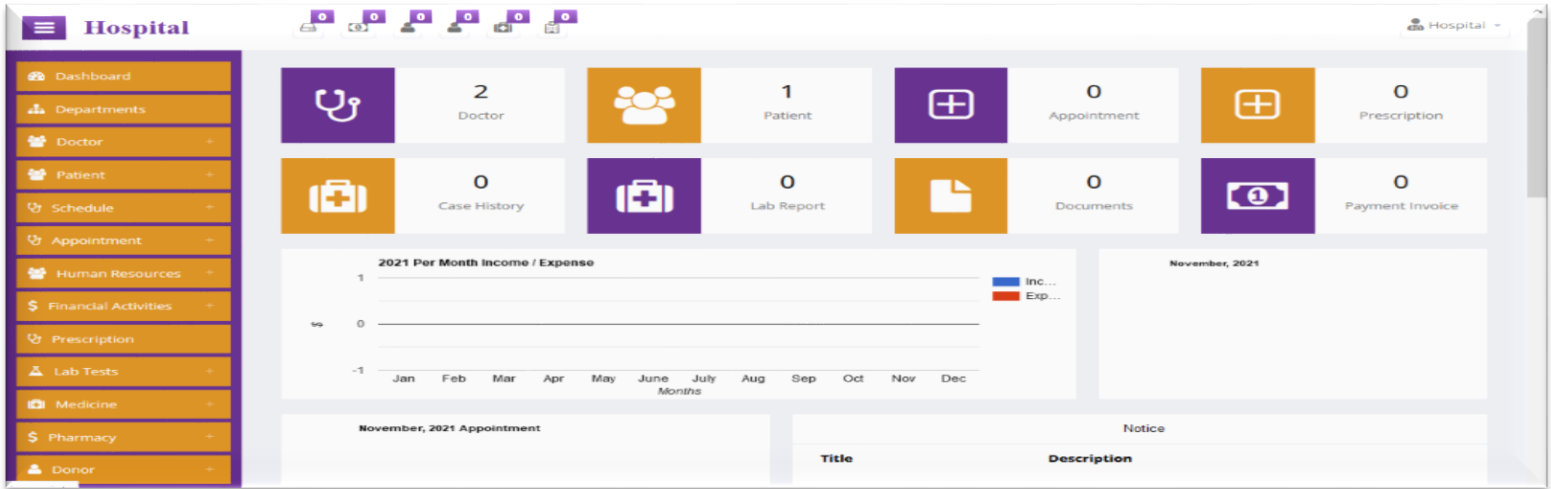 Hospital
0 0 0 0 0 0
Hospital
Dashboard
Departments
Doctor +
Patient +
Schedule +
Appointment +
Human Resources +
Financial Activities +
Prescription
Lab Tests +
Medicine +
Pharmacy +
Donor +
2
Doctor
1
Patient
0
Appointment
0
Prescription
0
Case History
0
Lab Report
0
Documents
1
0
Payment Invoice
2021 Per Month Income / Expense
1
0
-1
$
Jan Feb Mar Apr May June July Aug Sep Oct Nov Dec
Months
Inc...
Exp...
November, 2021
November, 2021 Appointment
Notice
Title Description